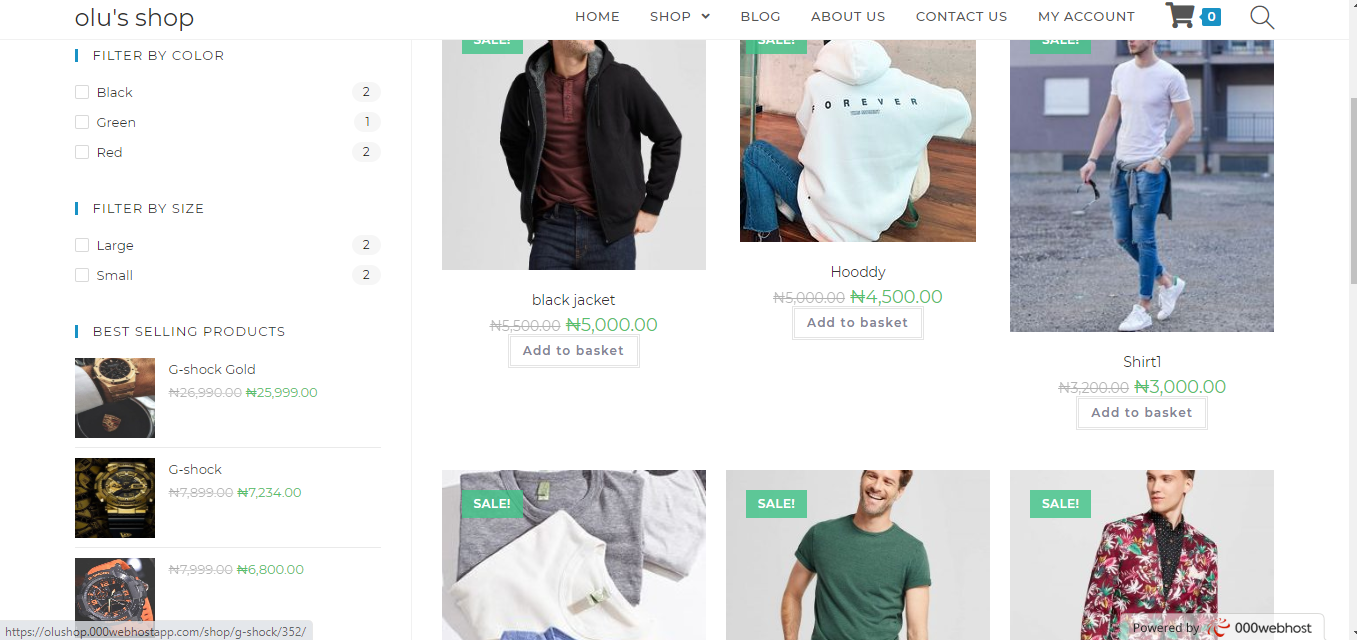 olu's shop
HOME SHOP BLOG ABOUT US CONTACT US MY ACCOUNT 0
FILTER BY COLOR
Black 2
Green 1
Red 2
FILTER BY SIZE
Large 2
Small 2
BEST SELLING PRODUCTS
G-shock Gold
₦26,990.00 ₦25,999.00
G-shock
₦7,899.00 ₦7,234.00
₦7,999.00 ₦6,800.00
SALE!
black jacket
₦5,500.00 ₦5,000.00
Add to basket
SALE!
FOREVER
Hooddy
₦5,000.00 ₦4,500.00
Add to basket
SALE!
Shirt1
₦3,200.00 ₦3,000.00
Add to basket
SALE!
SALE!
SALE!
https://olushop.000webhostapp.com/shop/g-shock/352/
Powered by 000webhost